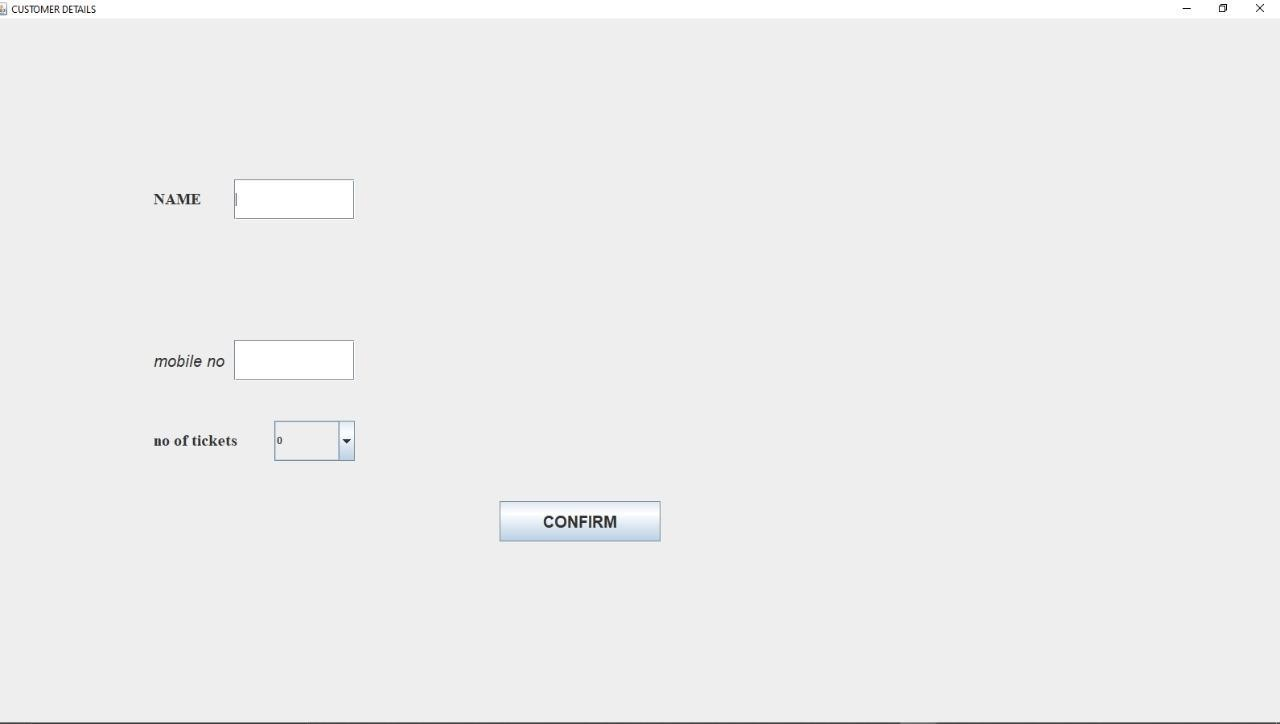 CUSTOMER DETAILS
NAME
mobile no
no of tickets
0
CONFIRM